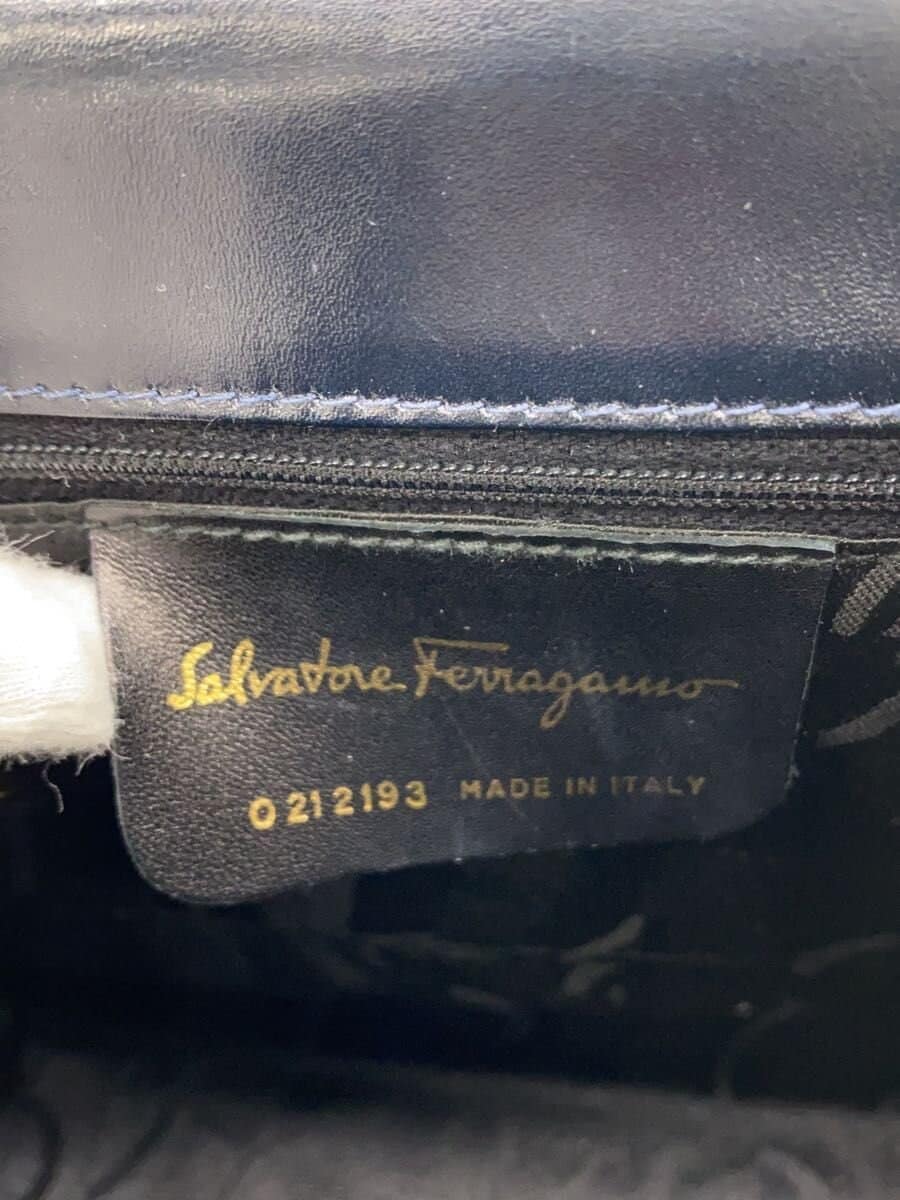 Salvatore Ferragamo
0212193 MADE IN ITALY